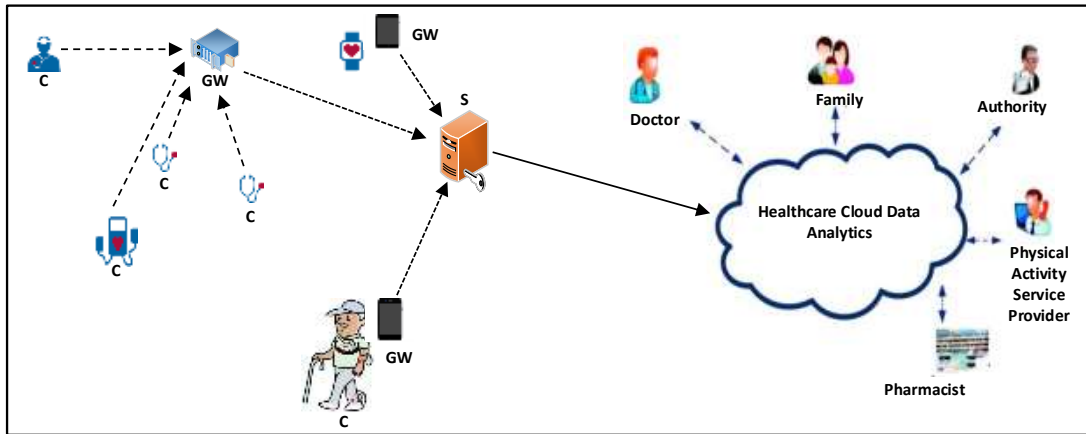 C
GW
C
C
C
GW
S
GW
C
Doctor
Family
Authority
Healthcare Cloud Data
Analytics
Physical
Activity
Service
Provider
Pharmacist